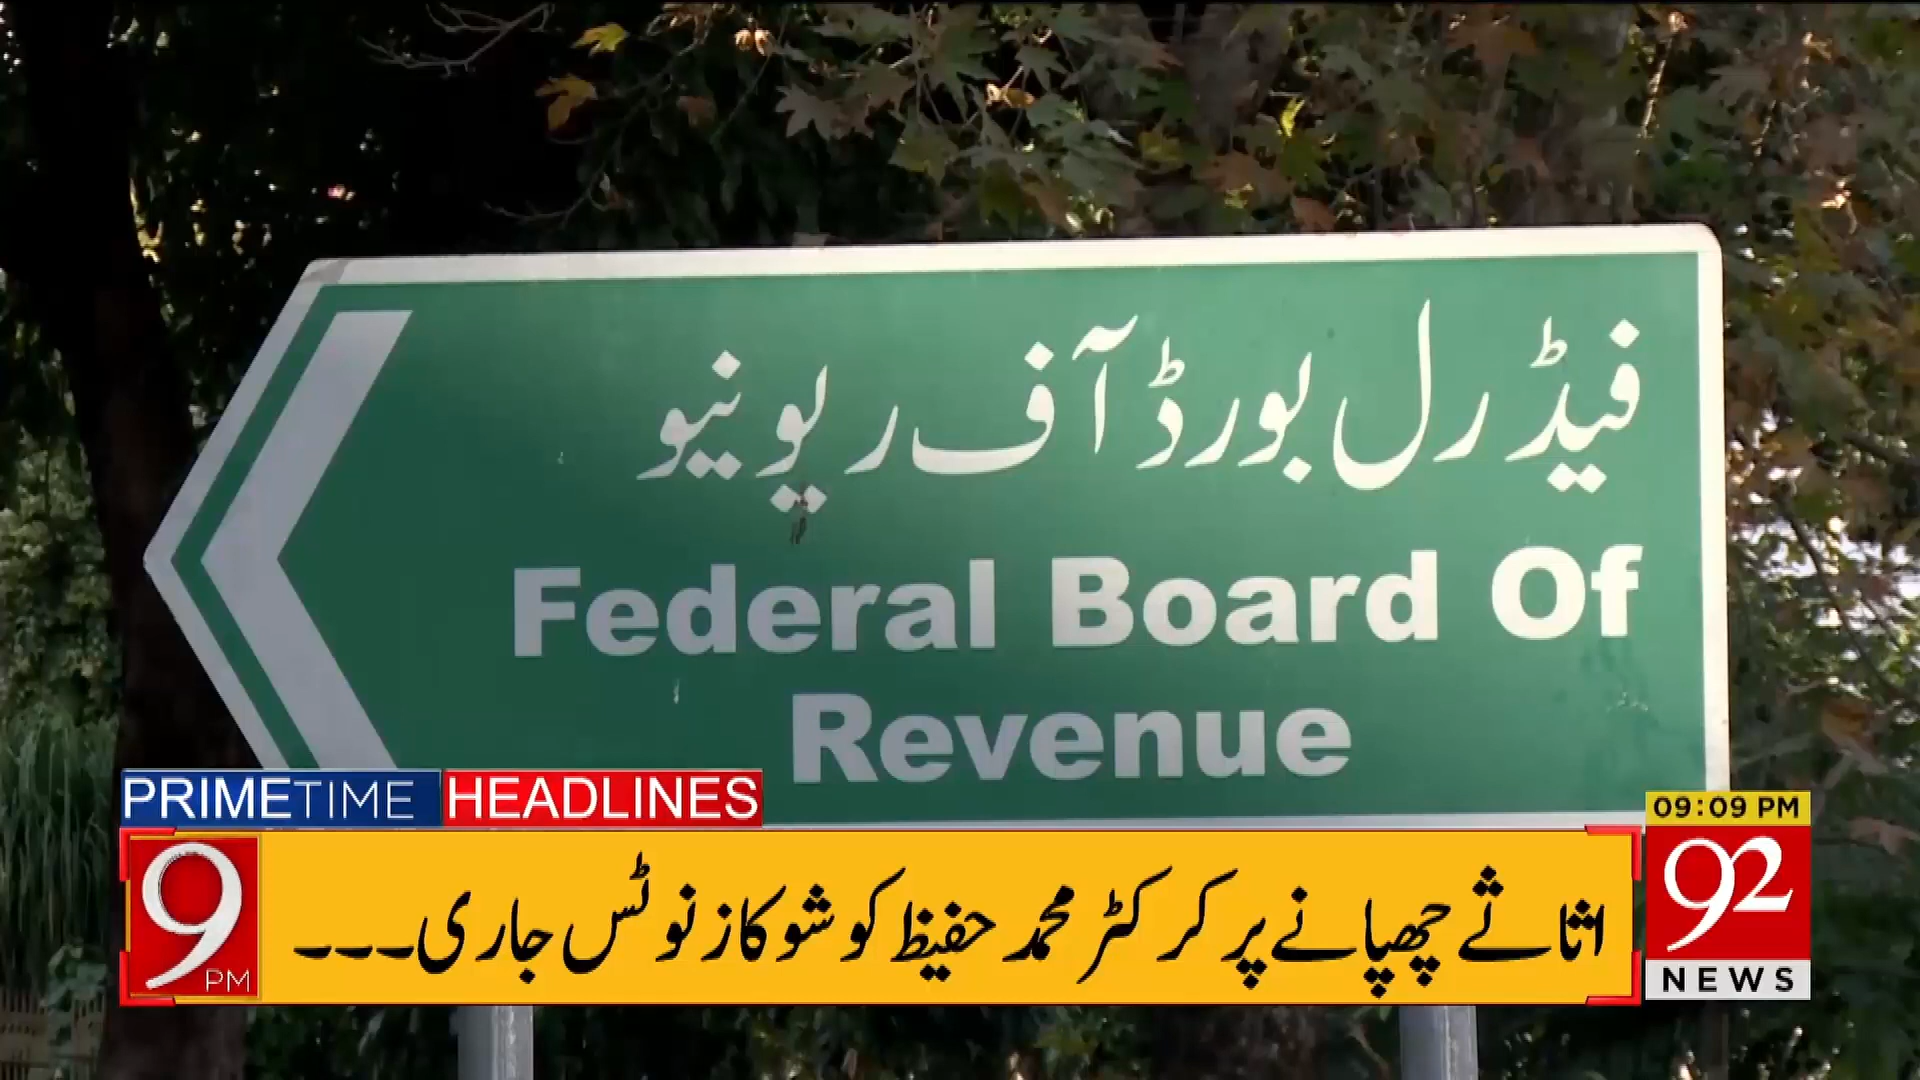 فیڈرل بورڈ آف ریونیو
Federal Board Of
Revenue
PRIMETIME HEADLINES
09:09 PM
9 PM
اثاثے چھپانے پر کرکٹر محمد حفیظ کو شوکاز نوٹس جاری۔۔۔
92
NEWS